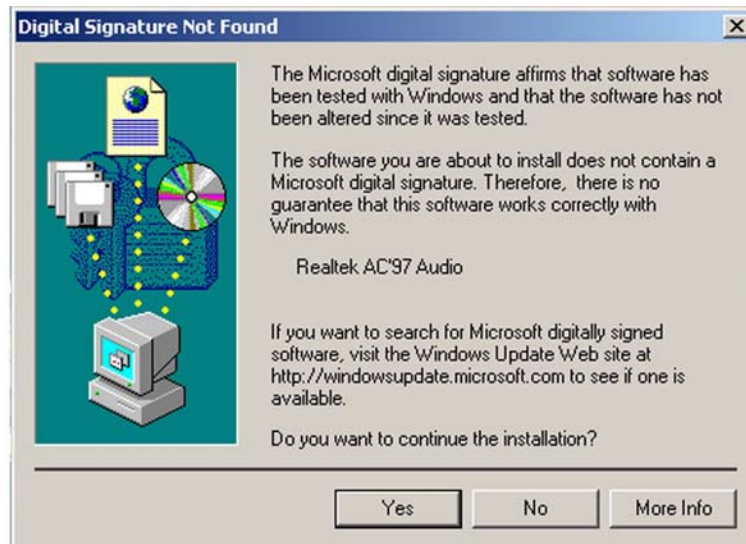 Digital Signature Not Found
The Microsoft digital signature affirms that software has
been tested with Windows and that the software has not
been altered since it was tested.
The software you are about to install does not contain a
Microsoft digital signature. Therefore, there is no
guarantee that this software works correctly with
Windows.
Realtek AC'97 Audio
If you want to search for Microsoft digitally signed
software, visit the Windows Update Web site at
http://windowsupdate.microsoft.com to see if one is
available.
Do you want to continue the installation?
Yes
No
More Info